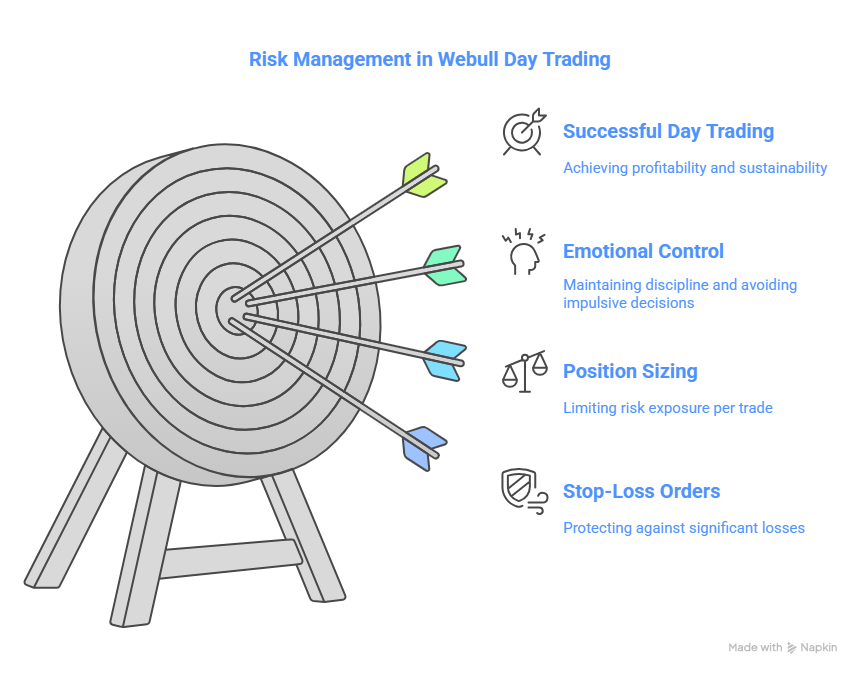 Risk Management in Webull Day Trading
Successful Day Trading
Achieving profitability and sustainability
Emotional Control
Maintaining discipline and avoiding
impulsive decisions
Position Sizing
Limiting risk exposure per trade
Stop-Loss Orders
Protecting against significant losses
Made with Napkin